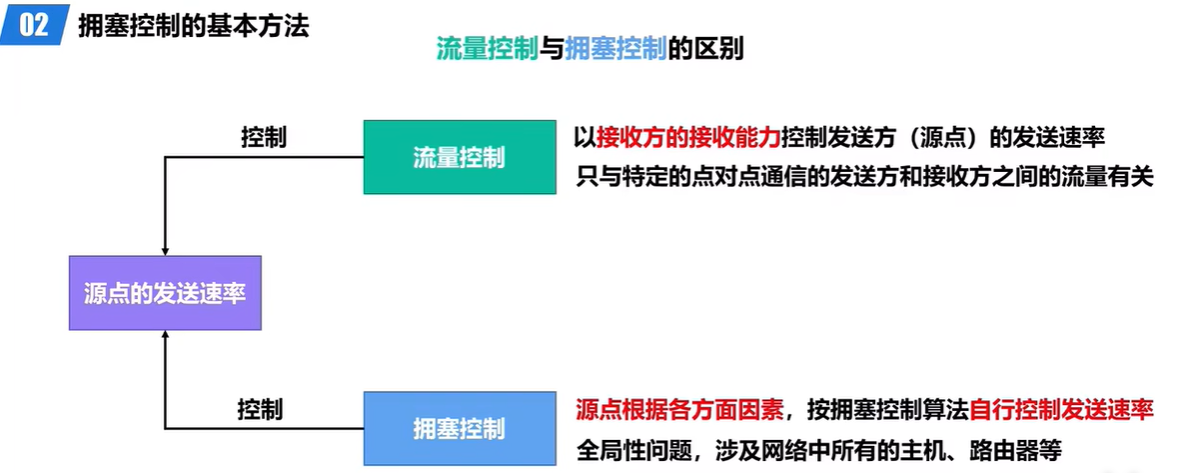 02 拥塞控制的基本方法
流量控制与拥塞控制的区别
控制
流量控制
以接收方的接收能力控制发送方（源点）的发送速率
只与特定的点对点通信的发送方和接收方之间的流量有关
源点的发送速率
控制
拥塞控制
源点根据各方面因素，按拥塞控制算法自行控制发送速率
全局性问题，涉及网络中所有的主机、路由器等